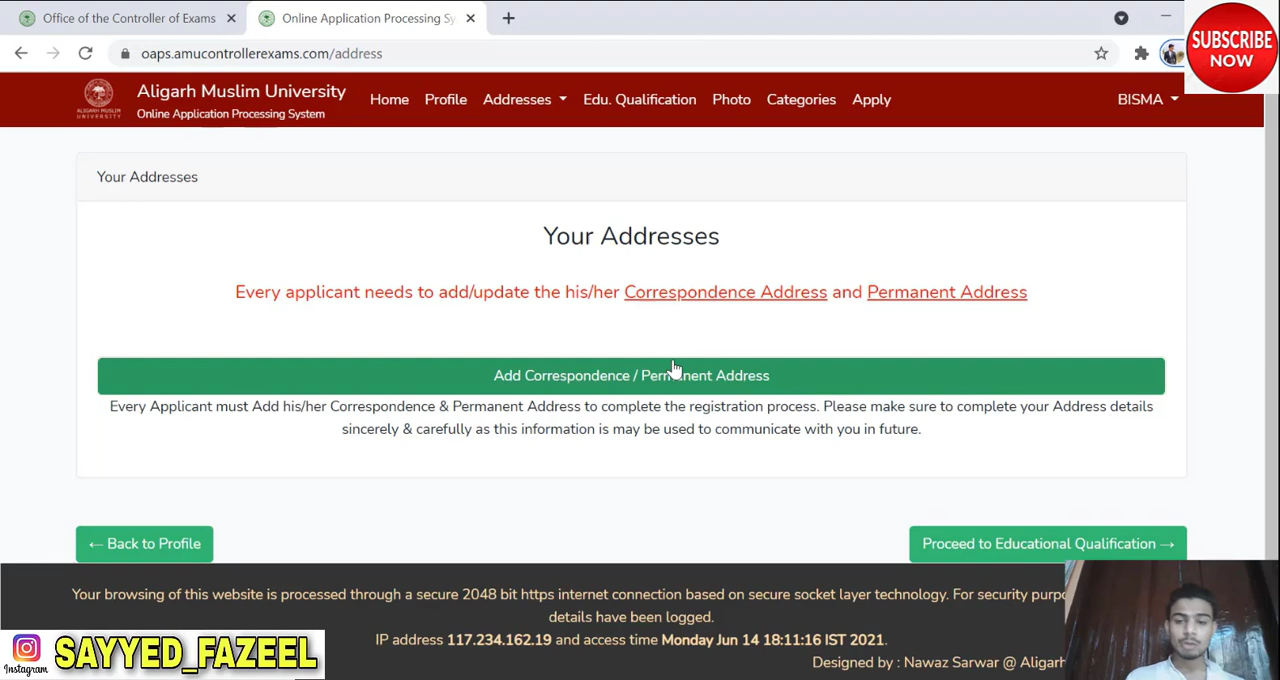 Office of the Controller of Exams
Online Application Processing Sy
SUBSCRIBE
NOW
oaps.amucontrollerexams.com/address
Aligarh Muslim University
Online Application Processing System
ALIGARH MUSLIM
UNIVERSITY
Home Profile Addresses Edu. Qualification Photo Categories Apply BISMA
Your Addresses
Your Addresses
Every applicant needs to add/update the his/her Correspondence Address and Permanent Address
Add Correspondence / Permanent Address
Every Applicant must Add his/her Correspondence & Permanent Address to complete the registration process. Please make sure to complete your Address details
sincerely & carefully as this information is may be used to communicate with you in future.
← Back to Profile
Proceed to Educational Qualification →
Your browsing of this website is processed through a secure 2048 bit https internet connection based on secure socket layer technology. For security purpo
details have been logged.
IP address 117.234.162.19 and access time Monday Jun 14 18:11:16 IST 2021.
Designed by : Nawaz Sarwar @ Aligarh
Instagram
SAYYED_FAZEEL